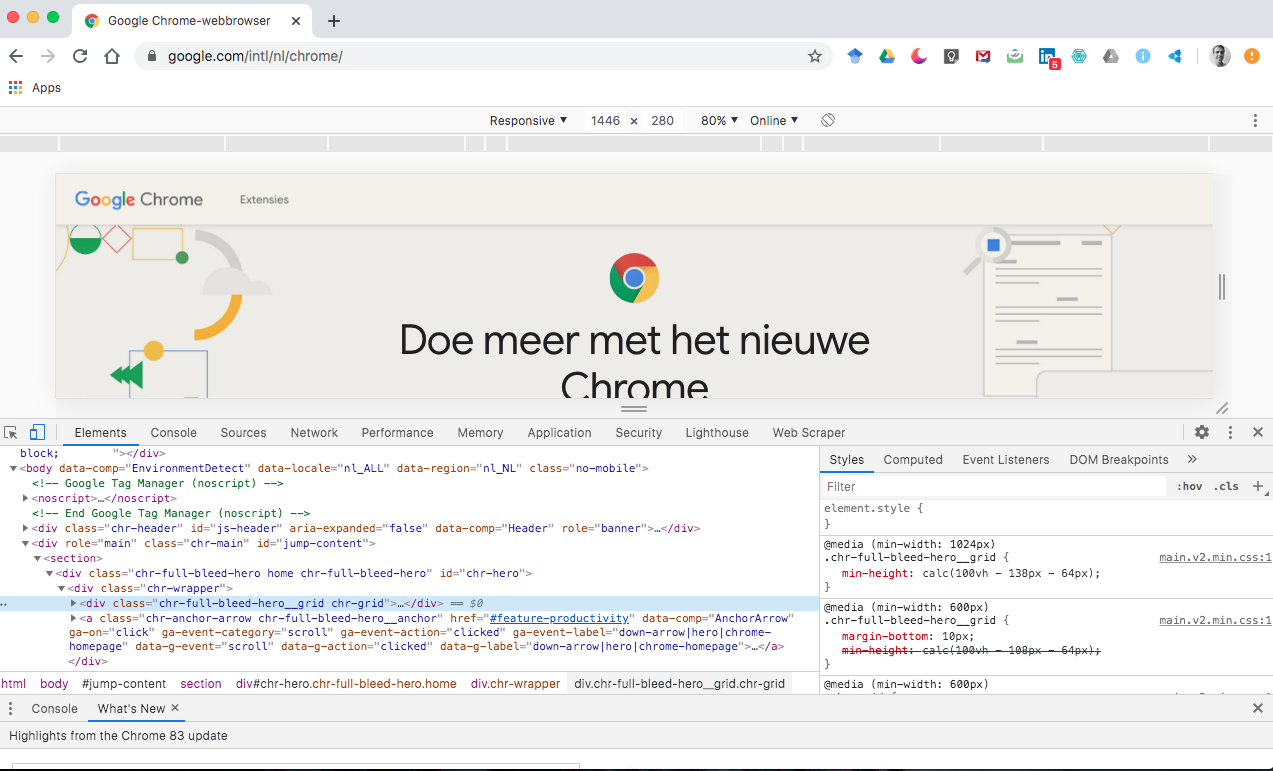 Google Chrome-webbrowser
google.com/intl/nl/chrome/
5
Apps
Responsive 1446 × 280 80% Online
Google Chrome Extensies
Doe meer met het nieuwe
Chrome
Elements Console Sources Network Performance Memory Application Security Lighthouse Web Scraper
block; "></div>
<body data-comp="EnvironmentDetect" data-locale="nl_ALL" data-region="nl_NL" class="no-mobile">
<!-- Google Tag Manager (noscript) -->
<noscript>…</noscript>
<!-- End Google Tag Manager (noscript) -->
<div class="chr-header" id="js-header" aria-expanded="false" data-comp="Header" role="banner">…</div>
<div role="main" class="chr-main" id="jump-content">
<section>
<div class="chr-full-bleed-hero home chr-full-bleed-hero" id="chr-hero">
<div class="chr-wrapper">
<div class="chr-full-bleed-hero__grid chr-grid">…</div> == $0
<a class="chr-anchor-arrow chr-full-bleed-hero__anchor" href="#feature-productivity" data-comp="AnchorArrow"
ga-on="click" ga-event-category="scroll" ga-event-action="clicked" ga-event-label="down-arrow|hero|chrome-
homepage" data-g-event="scroll" data-g-action="clicked" data-g-label="down-arrow|hero|chrome-homepage">…</a>
</div>
html body #jump-content section div#chr-hero.chr-full-bleed-hero.home div.chr-wrapper div.chr-full-bleed-hero__grid.chr-grid
Styles Computed Event Listeners DOM Breakpoints »
Filter :hov .cls +
element.style {
}
@media (min-width: 1024px)
.chr-full-bleed-hero__grid { main.v2.min.css:1
min-height: calc(100vh - 138px - 64px);
}
@media (min-width: 600px)
.chr-full-bleed-hero__grid { main.v2.min.css:1
margin-bottom: 10px;
min-height: calc(100vh - 108px - 64px);
}
@media (min-width: 600px)
Console What's New ×
Highlights from the Chrome 83 update